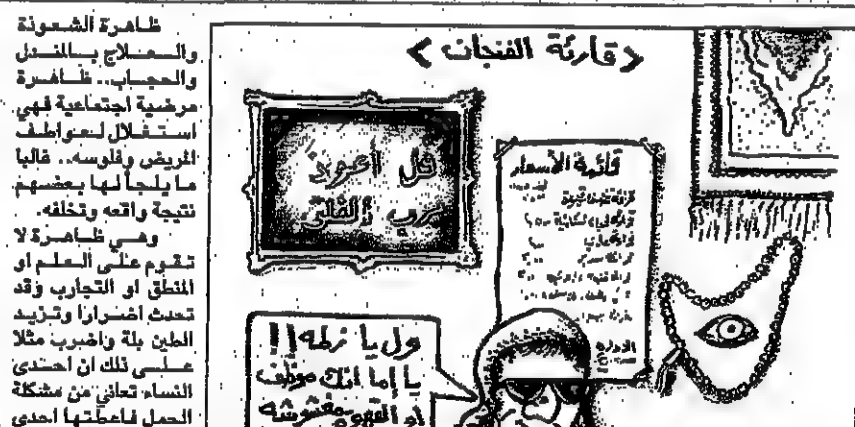 ظاهرة الشعوذة
والعلاج بالمندل
والحجاب.. ظاهرة
مرضية اجتماعية فهي
استغلال لعواطف
المريض وفلوسه.. غالبا
ما يلجأ لها بعضهم
نتيجة واقعه وتخلفه.
وهي ظاهرة لا
تقوم على العلم او
المنطق او التجارب وقد
تحدث اضرارا وتزيد
الطين بلة واضرب مثلا
على ذلك ان احدى
النساء تعاني من مشكلة
الحمل فاعطتها احدى
< قارئة الفنجان >
قل أعوذ
برب الفلق
قائمة الأسعار
ول يا زلمه!!
يا إما انك موظف
أو القهوه مغشوشه